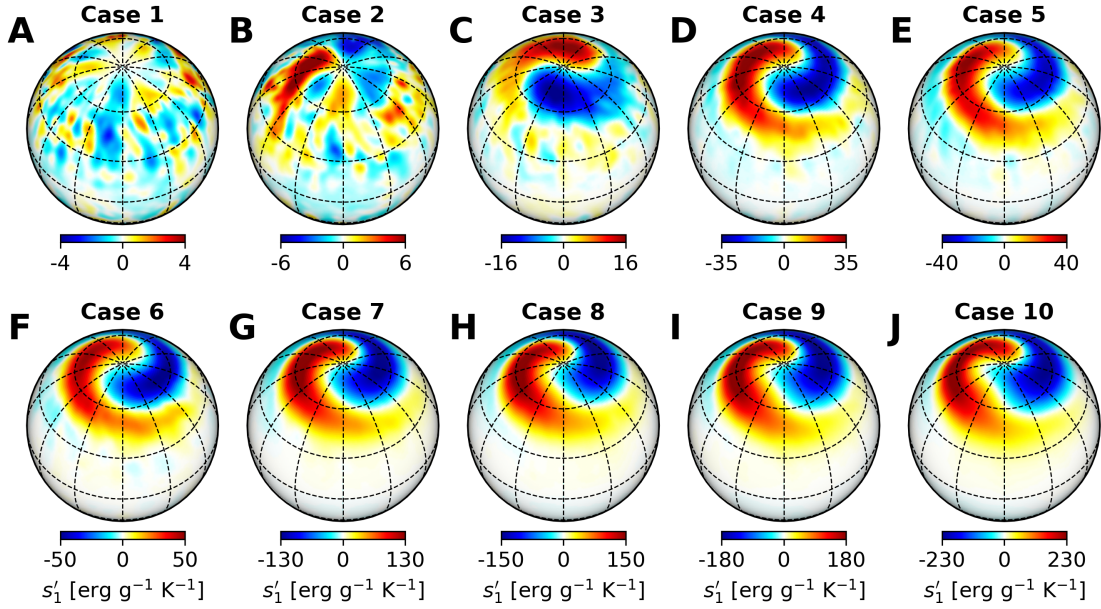 A Case 1 B Case 2 C Case 3 D Case 4 E Case 5
-4 0 4 -6 0 6 -16 0 16 -35 0 35 -40 0 40
F Case 6 G Case 7 H Case 8 I Case 9 J Case 10
-50 0 50 -130 0 130 -150 0 150 -180 0 180 -230 0 230
s′₁ [erg g⁻¹ K⁻¹] s′₁ [erg g⁻¹ K⁻¹] s′₁ [erg g⁻¹ K⁻¹] s′₁ [erg g⁻¹ K⁻¹] s′₁ [erg g⁻¹ K⁻¹]